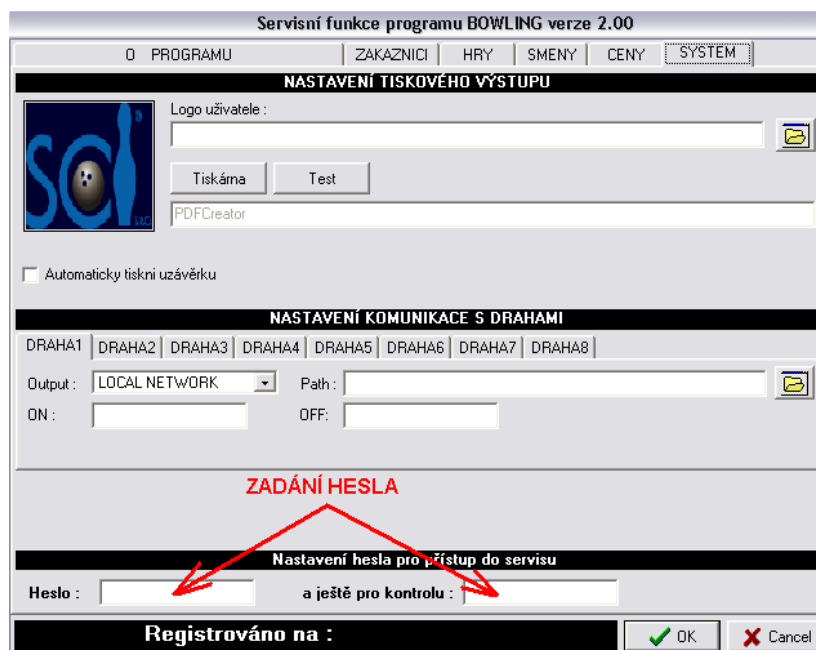 Servisní funkce programu BOWLING verze 2.00
O PROGRAMU ZAKAZNICI HRY SMENY CENY SYSTEM
NASTAVENÍ TISKOVÉHO VÝSTUPU
Logo uživatele :
SCI
s.r.o.
Tiskárna Test
PDFCreator
Automaticky tiskni uzávěrku
NASTAVENÍ KOMUNIKACE S DRAHAMI
DRAHA1 DRAHA2 DRAHA3 DRAHA4 DRAHA5 DRAHA6 DRAHA7 DRAHA8
Output : LOCAL NETWORK Path :
ON : OFF:
ZADÁNÍ HESLA
Nastavení hesla pro přístup do servisu
Heslo : a ještě pro kontrolu :
Registrováno na : OK Cancel